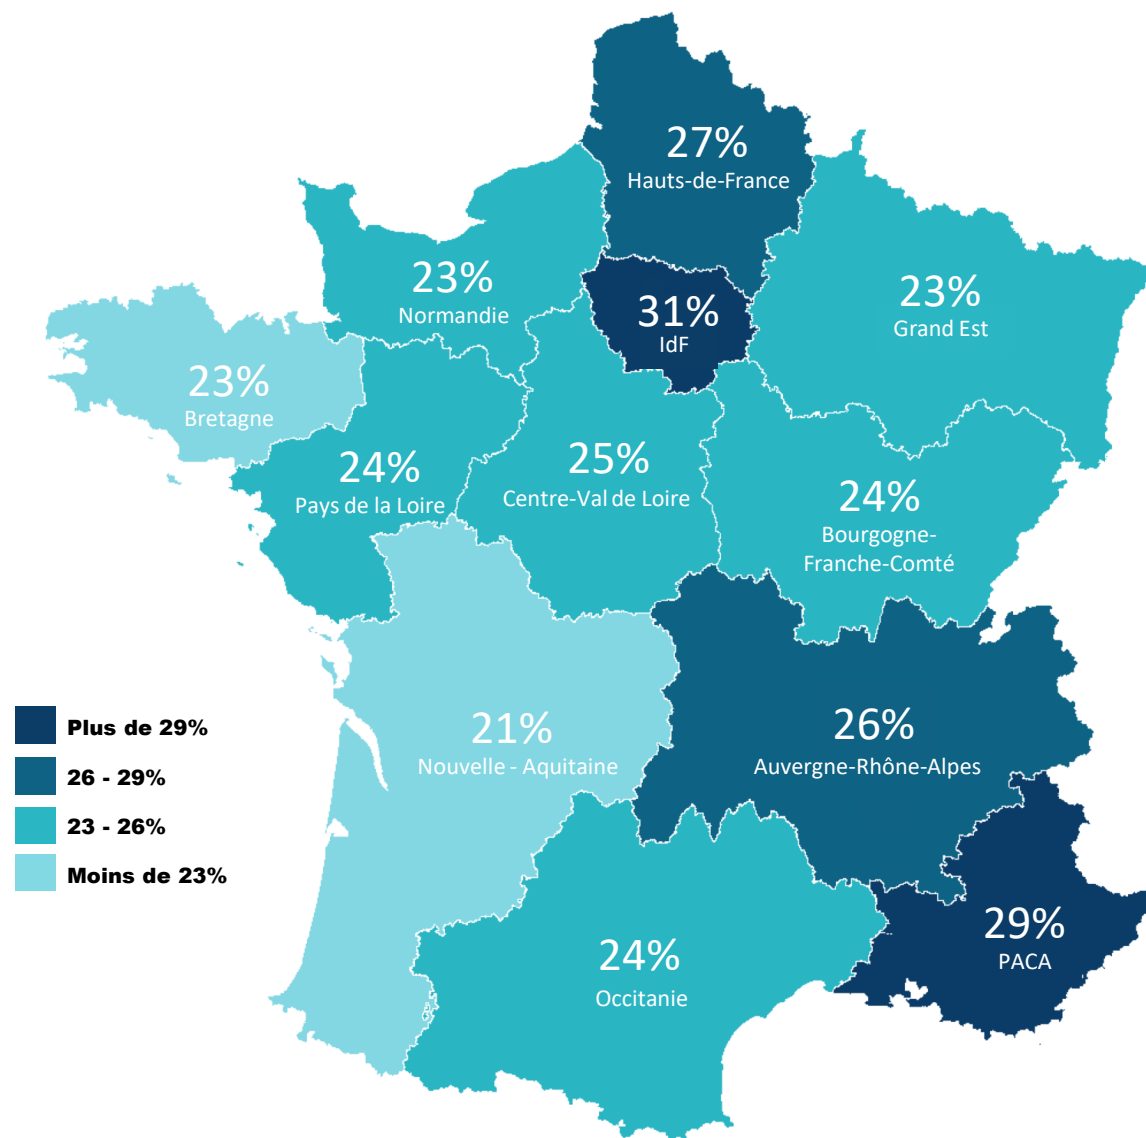 27%
Hauts-de-France
23%
Normandie
31%
IdF
23%
Grand Est
23%
Bretagne
24%
Pays de la Loire
25%
Centre-Val de Loire
24%
Bourgogne-
Franche-Comté
21%
Nouvelle - Aquitaine
26%
Auvergne-Rhône-Alpes
24%
Occitanie
29%
PACA
Plus de 29%
26 - 29%
23 - 26%
Moins de 23%